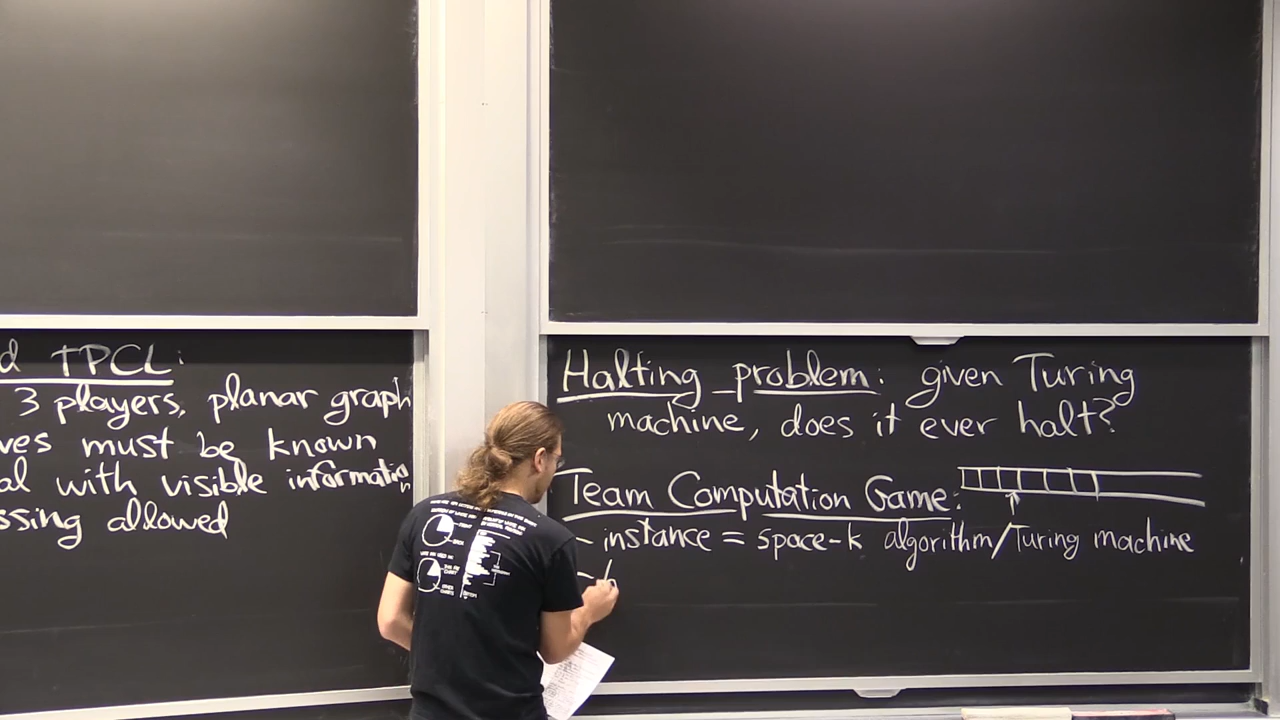 d TPCL:
3 players, planar graph
ves must be known
al with visible information
ssing allowed
Halting problem: given Turing
machine, does it ever halt?
Team Computation Game:
- instance = space-k algorithm/Turing machine
-